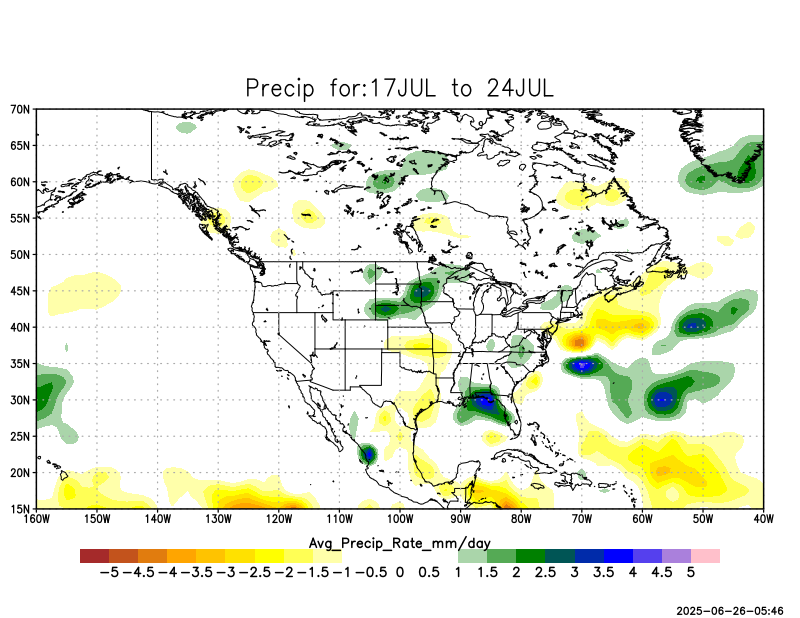 Precip for:17JUL to 24JUL
70N
65N
60N
55N
50N
45N
40N
35N
30N
25N
20N
15N
160W 150W 140W 130W 120W 110W 100W 90W 80W 70W 60W 50W 40W
Avg_Precip_Rate_mm/day
-5 -4.5 -4 -3.5 -3 -2.5 -2 -1.5 -1 -0.5 0 0.5 1 1.5 2 2.5 3 3.5 4 4.5 5
2025-06-26-05:46